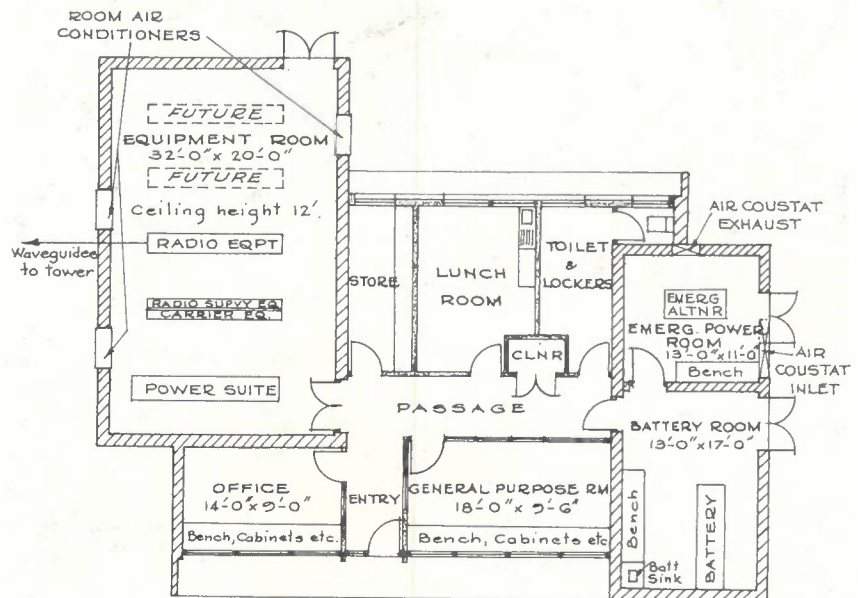 ROOM AIR
CONDITIONERS
FUTURE
EQUIPMENT ROOM
32'-0" x 20'-0"
FUTURE
Ceiling height 12'.
Waveguides
to tower
RADIO EQPT
RADIO SUPVY EQ.
CARRIER EQ.
POWER SUITE
STORE
LUNCH
ROOM
TOILET
&
LOCKERS
CLNR
AIR COUSTAT
EXHAUST
EMERG
ALTNR
EMERG. POWER
ROOM
13'-0" x 11'-0"
Bench
AIR
COUSTAT
INLET
PASSAGE
BATTERY ROOM
13'-0" x 17'-0"
OFFICE
14'-0" x 9'-0"
Bench, Cabinets etc.
ENTRY
GENERAL PURPOSE RM
18'-0" x 9'-6"
Bench, Cabinets etc
Bench
Batt
Sink
BATTERY